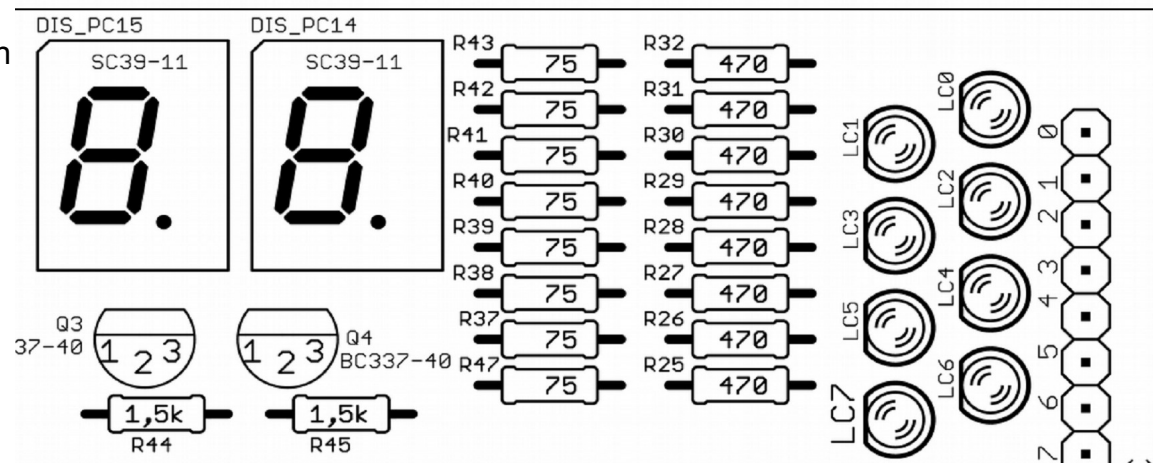 DIS_PC15
DIS_PC14
SC39-11
SC39-11
R43
75
R32
470
R42
75
R31
470
R41
75
R30
470
R40
75
R29
470
R39
75
R28
470
R38
75
R27
470
R37
75
R26
470
R47
75
R25
470
Q3
37-40
1 2 3
1 2 3
Q4
BC337-40
1,5k
R44
1,5k
R45
LC0
LC1
LC2
LC3
LC4
LC5
LC6
LC7
0
1
2
3
4
5
6
7